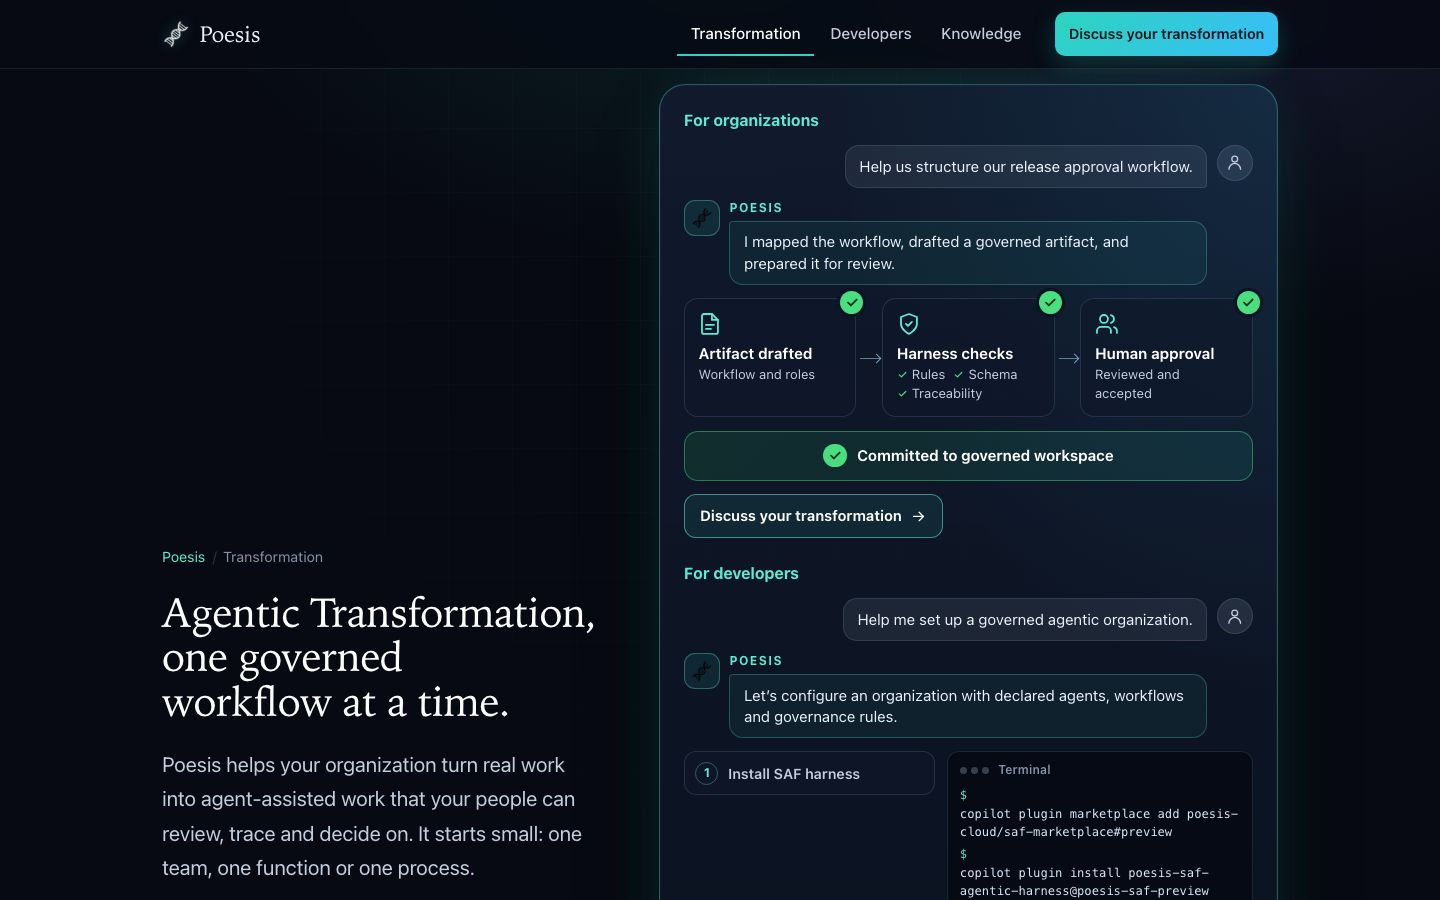 Poesis
Transformation
Developers
Knowledge
Discuss your transformation
Poesis / Transformation
Agentic Transformation,
one governed
workflow at a time.
Poesis helps your organization turn real work
into agent-assisted work that your people can
review, trace and decide on. It starts small: one
team, one function or one process.
For organizations
Help us structure our release approval workflow.
POESIS
I mapped the workflow, drafted a governed artifact, and
prepared it for review.
Artifact drafted
Workflow and roles
Harness checks
Rules Schema
Traceability
Human approval
Reviewed and
accepted
Committed to governed workspace
Discuss your transformation →
For developers
Help me set up a governed agentic organization.
POESIS
Let’s configure an organization with declared agents, workflows
and governance rules.
1 Install SAF harness
Terminal
$
copilot plugin marketplace add poesis-
cloud/saf-marketplace#preview
$
copilot plugin install poesis-saf-
agentic-harness@poesis-saf-preview